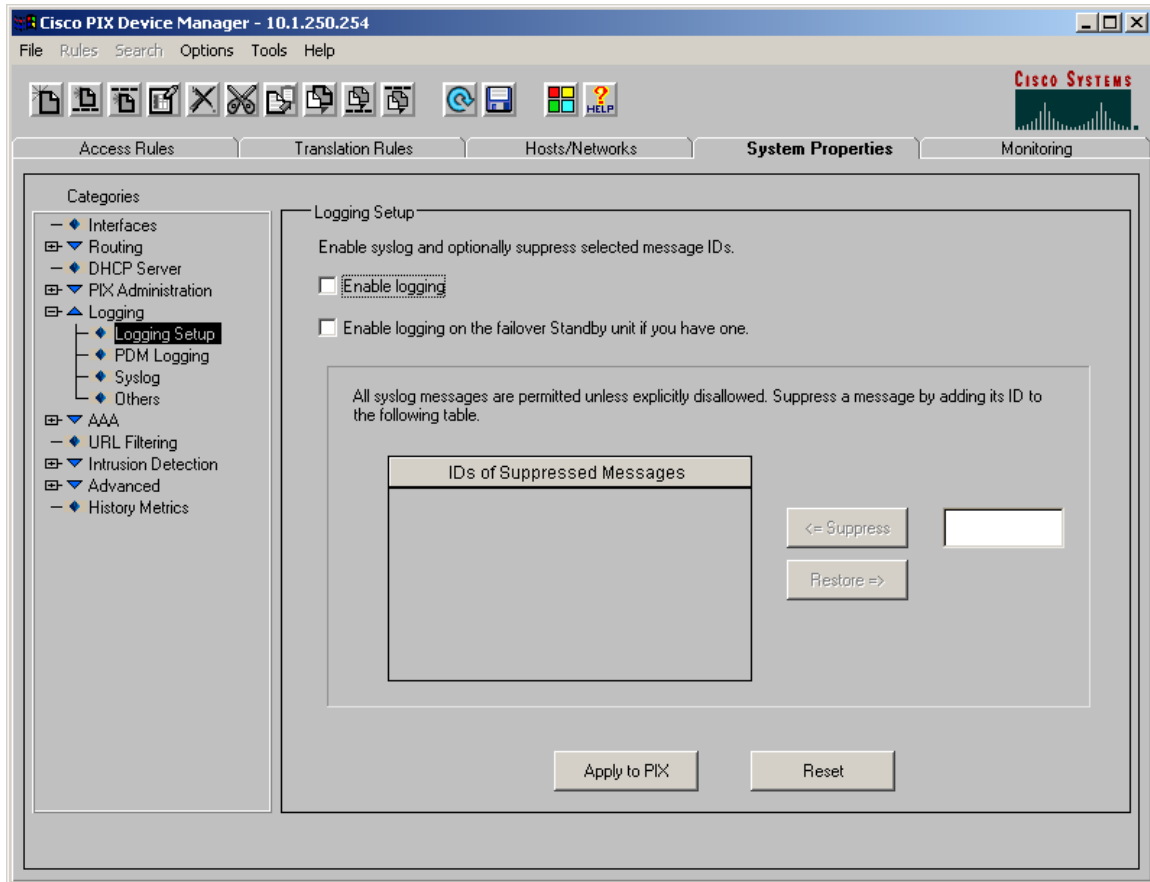 Cisco PIX Device Manager - 10.1.250.254
File Rules Search Options Tools Help
HELP
CISCO SYSTEMS
Access Rules Translation Rules Hosts/Networks System Properties Monitoring
Categories
Interfaces
Routing
DHCP Server
PIX Administration
Logging
Logging Setup
PDM Logging
Syslog
Others
AAA
URL Filtering
Intrusion Detection
Advanced
History Metrics
Logging Setup
Enable syslog and optionally suppress selected message IDs.
Enable logging
Enable logging on the failover Standby unit if you have one.
All syslog messages are permitted unless explicitly disallowed. Suppress a message by adding its ID to
the following table.
IDs of Suppressed Messages
<= Suppress
Restore =>
Apply to PIX Reset